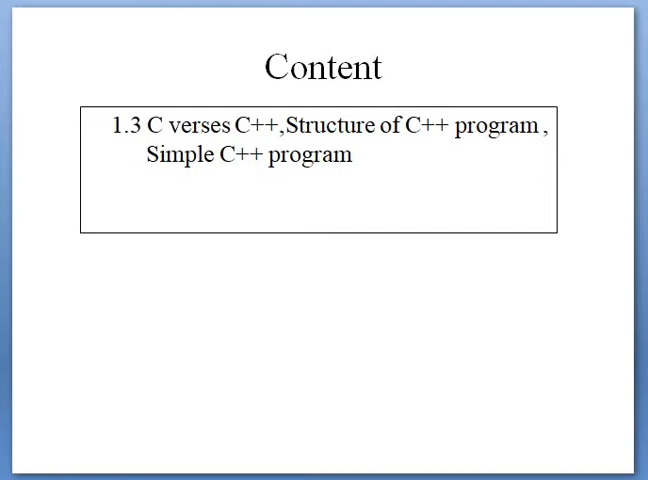 Content
1.3 C verses C++,Structure of C++ program ,
Simple C++ program